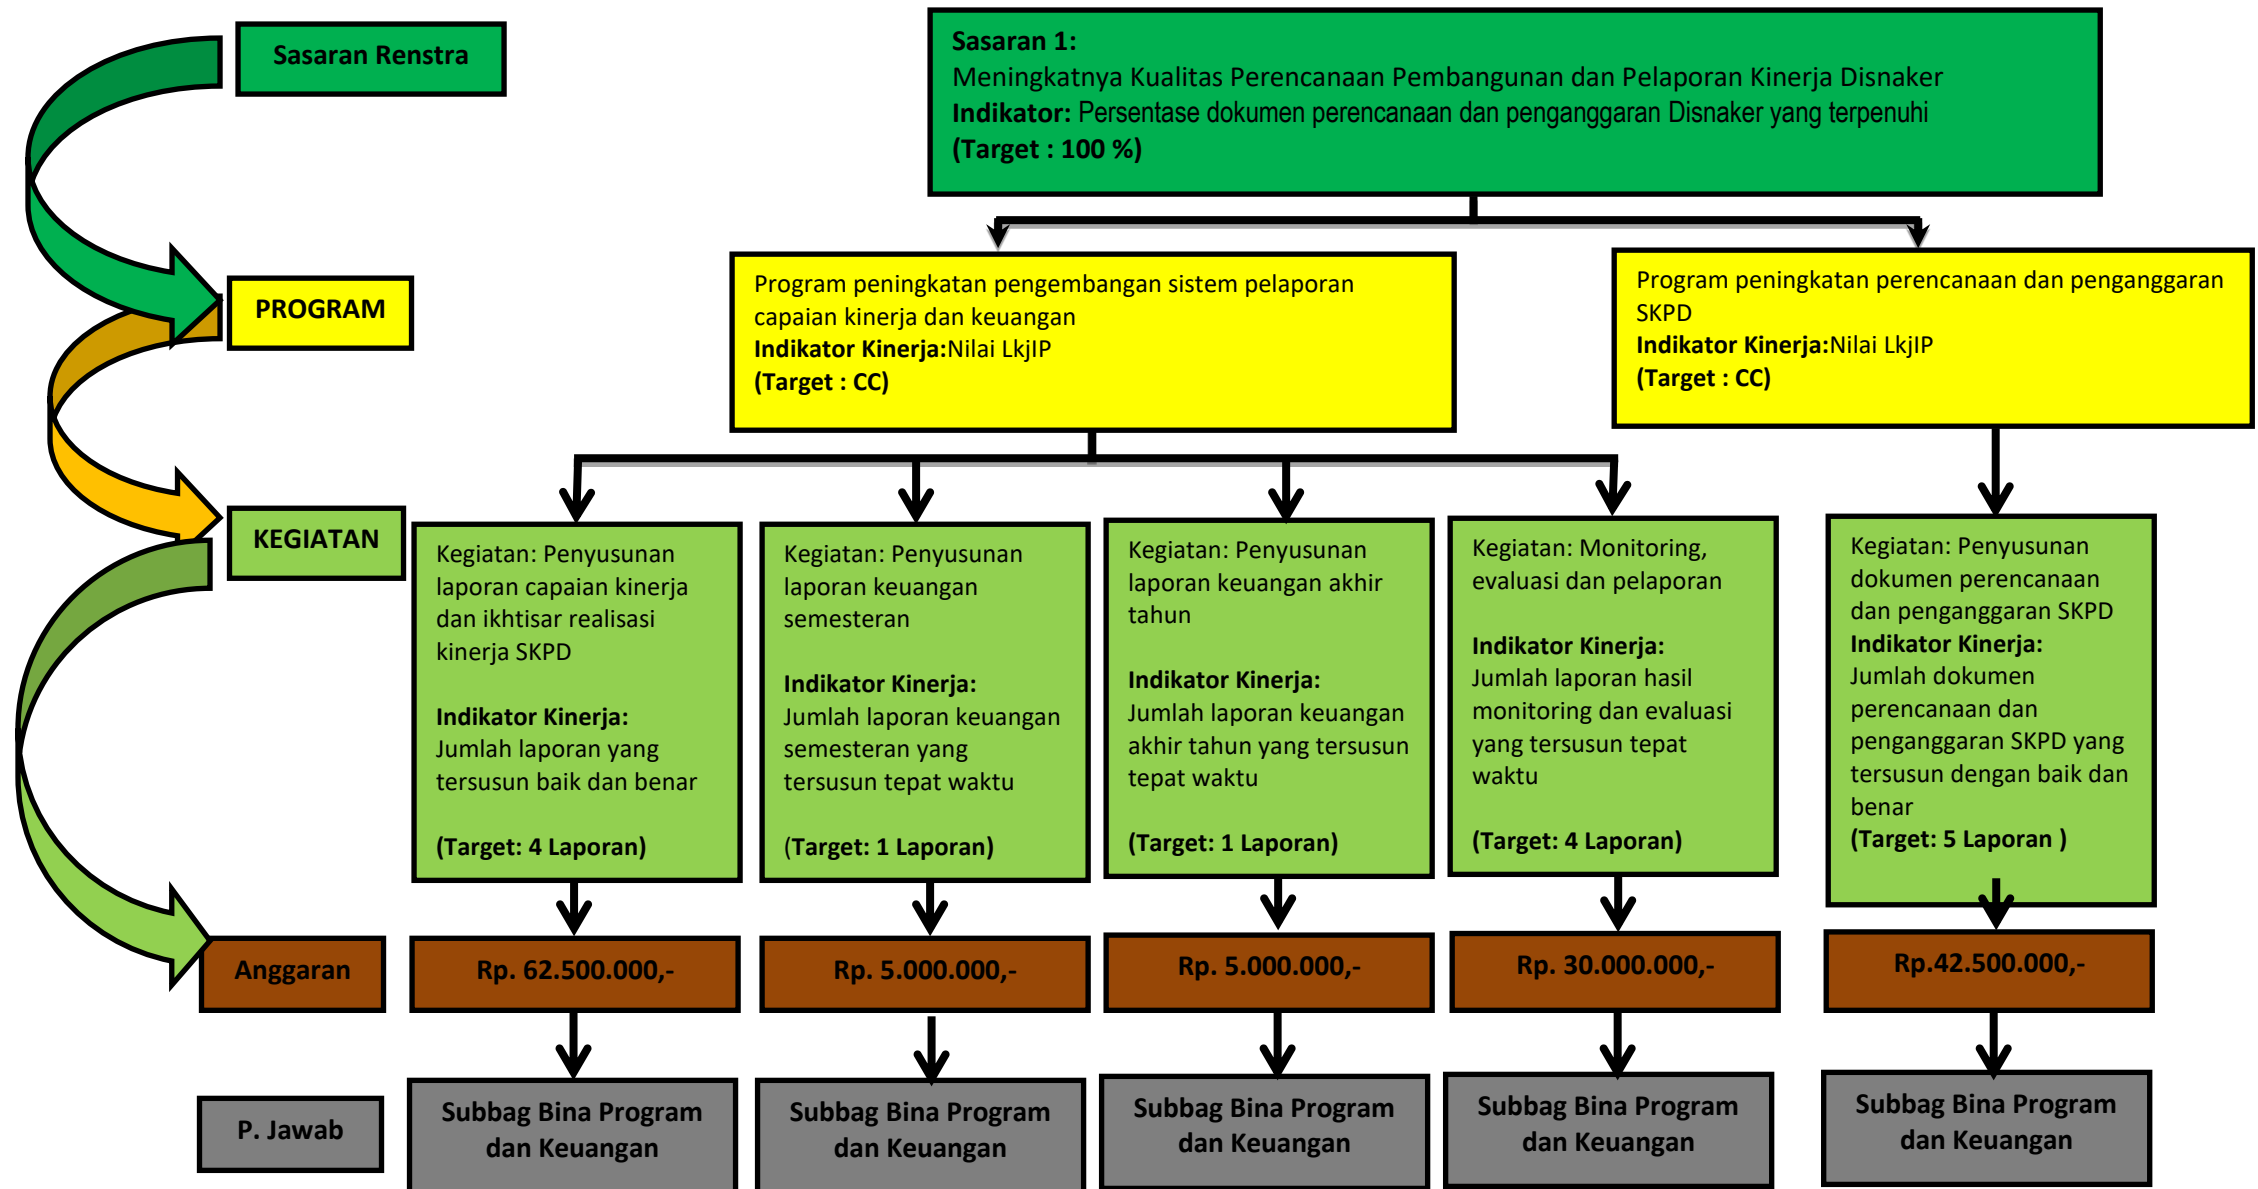 Sasaran Renstra
Sasaran 1:
Meningkatnya Kualitas Perencanaan Pembangunan dan Pelaporan Kinerja Disnaker
Indikator: Persentase dokumen perencanaan dan penganggaran Disnaker yang terpenuhi
(Target : 100 %)
PROGRAM
Program peningkatan pengembangan sistem pelaporan
capaian kinerja dan keuangan
Indikator Kinerja:Nilai LkjIP
(Target : CC)
Program peningkatan perencanaan dan penganggaran
SKPD
Indikator Kinerja:Nilai LkjIP
(Target : CC)
KEGIATAN
Kegiatan: Penyusunan
laporan capaian kinerja
dan ikhtisar realisasi
kinerja SKPD
Indikator Kinerja:
Jumlah laporan yang
tersusun baik dan benar
(Target: 4 Laporan)
Kegiatan: Penyusunan
laporan keuangan
semesteran
Indikator Kinerja:
Jumlah laporan keuangan
semesteran yang
tersusun tepat waktu
(Target: 1 Laporan)
Kegiatan: Penyusunan
laporan keuangan akhir
tahun
Indikator Kinerja:
Jumlah laporan keuangan
akhir tahun yang tersusun
tepat waktu
(Target: 1 Laporan)
Kegiatan: Monitoring,
evaluasi dan pelaporan
Indikator Kinerja:
Jumlah laporan hasil
monitoring dan evaluasi
yang tersusun tepat
waktu
(Target: 4 Laporan)
Kegiatan: Penyusunan
dokumen perencanaan
dan penganggaran SKPD
Indikator Kinerja:
Jumlah dokumen
perencanaan dan
penganggaran SKPD yang
tersusun dengan baik dan
benar
(Target: 5 Laporan )
Anggaran
Rp. 62.500.000,-
Rp. 5.000.000,-
Rp. 5.000.000,-
Rp. 30.000.000,-
Rp.42.500.000,-
P. Jawab
Subbag Bina Program
dan Keuangan
Subbag Bina Program
dan Keuangan
Subbag Bina Program
dan Keuangan
Subbag Bina Program
dan Keuangan
Subbag Bina Program
dan Keuangan